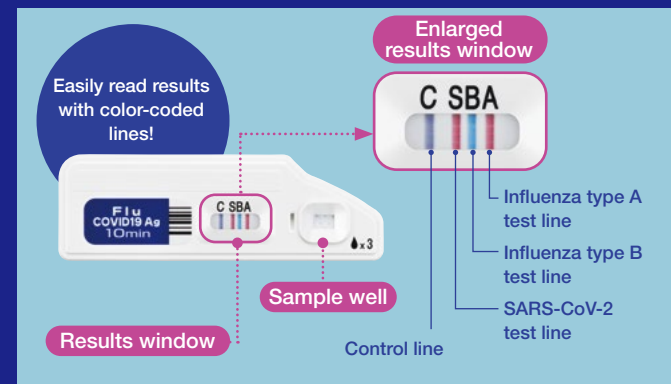 Easily read results
with color-coded
lines!
Enlarged
results window
C SBA
Flu
COVID19 Ag
10min
C SBA
x3
Influenza type A
test line
Influenza type B
test line
SARS-CoV-2
test line
Control line
Sample well
Results window